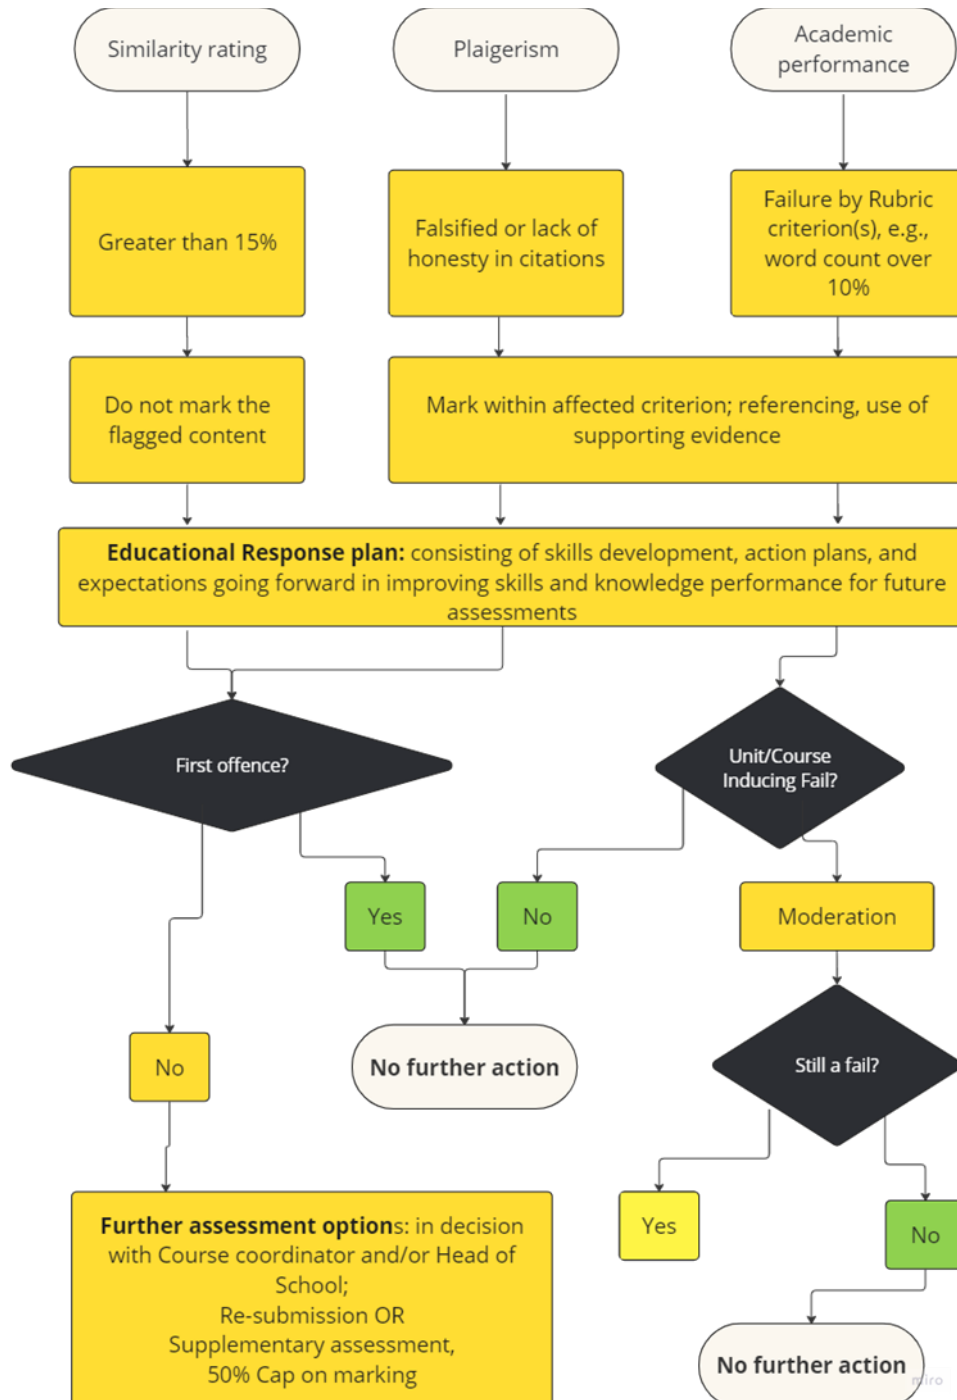 Similarity rating
Plaigerism
Academic
performance
Greater than 15%
Falsified or lack of
honesty in citations
Failure by Rubric
criterion(s), e.g.,
word count over
10%
Do not mark the
flagged content
Mark within affected criterion; referencing, use of
supporting evidence
Educational Response plan: consisting of skills development, action plans, and
expectations going forward in improving skills and knowledge performance for future
assessments
First offence?
Unit/Course
Inducing Fail?
Yes
No
Moderation
No
No further action
Still a fail?
Further assessment options: in decision
with Course coordinator and/or Head of
School;
Re-submission OR
Supplementary assessment,
50% Cap on marking
Yes
No
No further action
miro